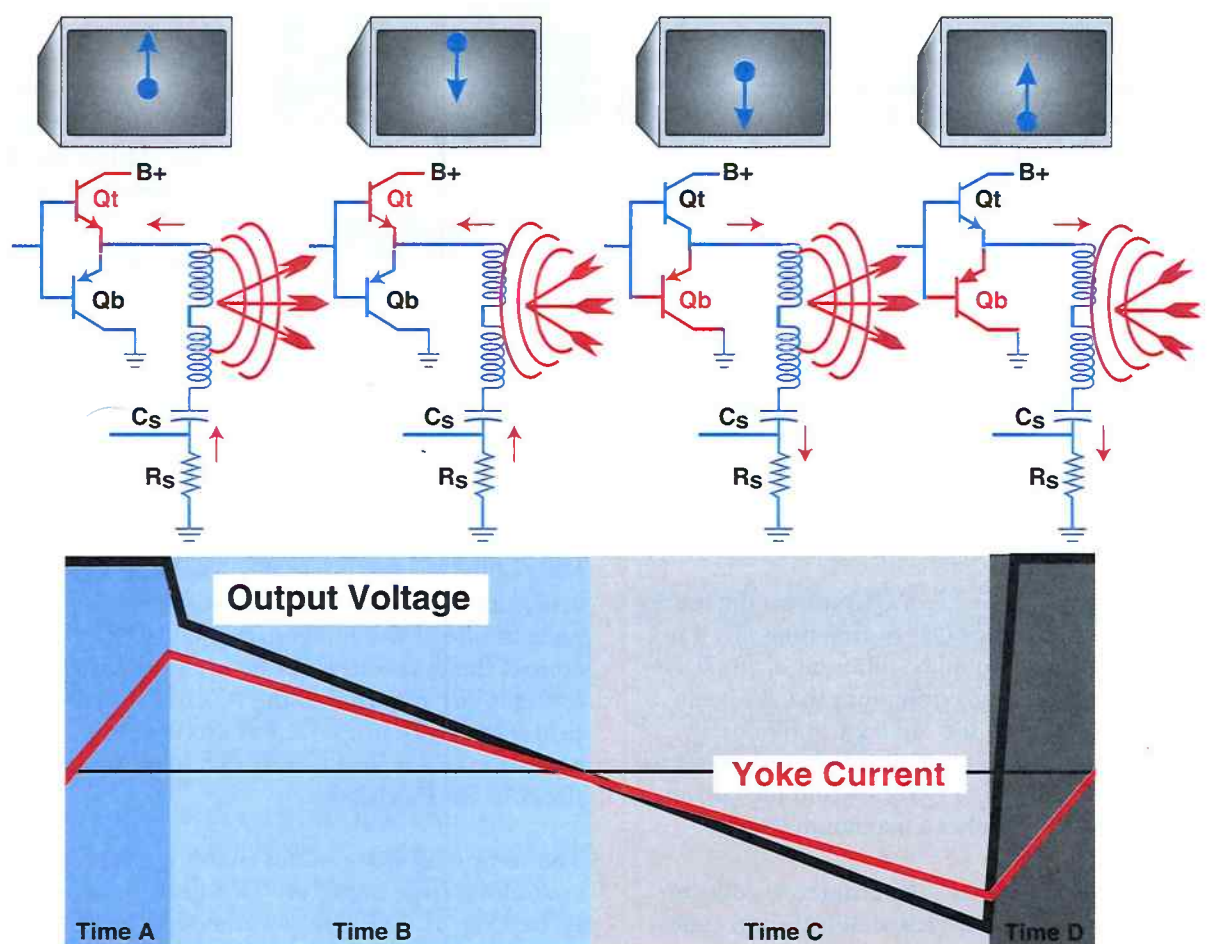 B+ B+ B+ B+
Qt Qt Qt Qt
Qb Qb Qb Qb
CS CS CS CS
RS RS RS RS
Output Voltage
Yoke Current
Time A Time B Time C Time D